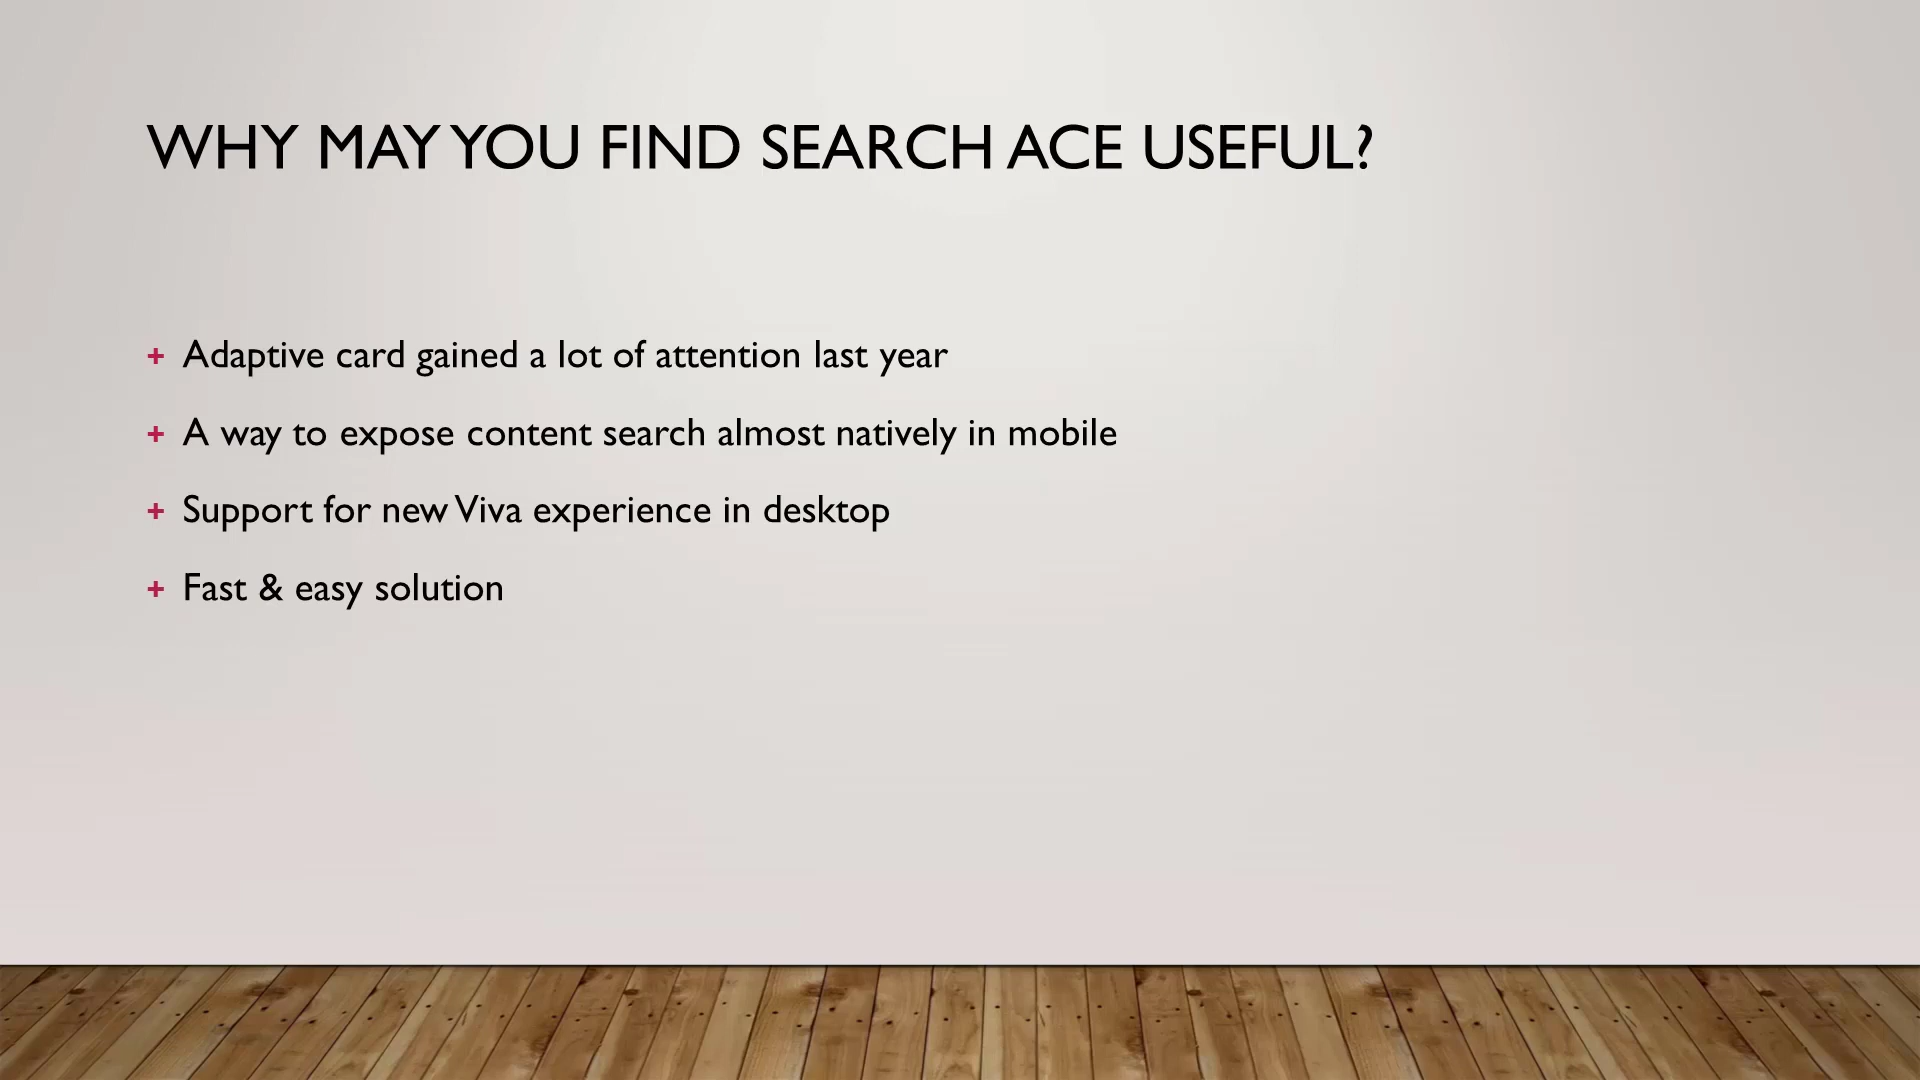 WHY MAY YOU FIND SEARCH ACE USEFUL?
+ Adaptive card gained a lot of attention last year
+ A way to expose content search almost natively in mobile
+ Support for new Viva experience in desktop
+ Fast & easy solution